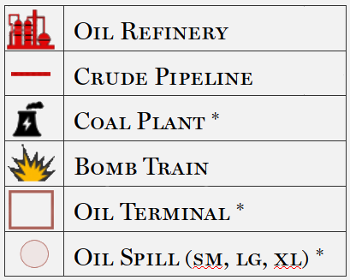 Oil Refinery
Crude Pipeline
Coal Plant *
Bomb Train
Oil Terminal *
Oil Spill (sm, lg, xl) *